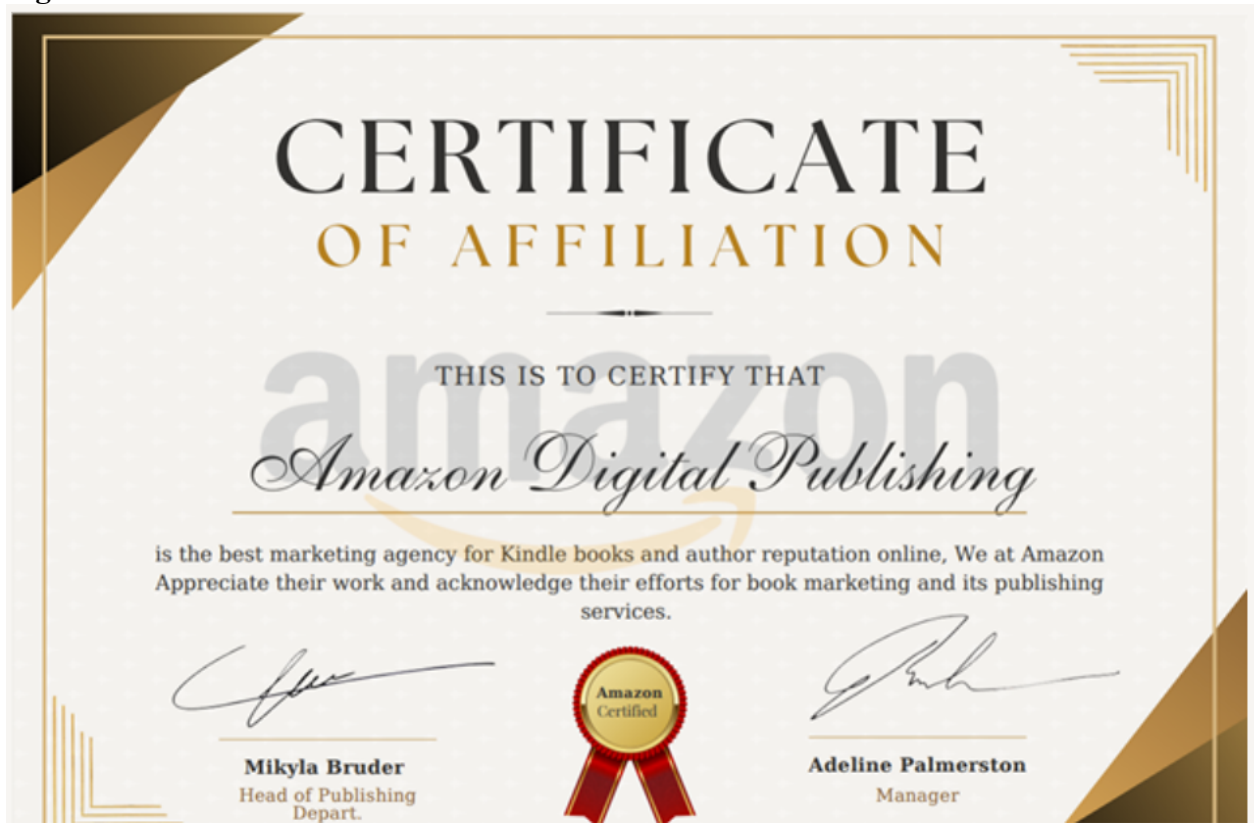 CERTIFICATE
OF AFFILIATION
amazon
THIS IS TO CERTIFY THAT
Amazon Digital Publishing
is the best marketing agency for Kindle books and author reputation online, We at Amazon
Appreciate their work and acknowledge their efforts for book marketing and its publishing
services.
Amazon
Certified
Mikyla Bruder
Head of Publishing
Depart.
Adeline Palmerston
Manager